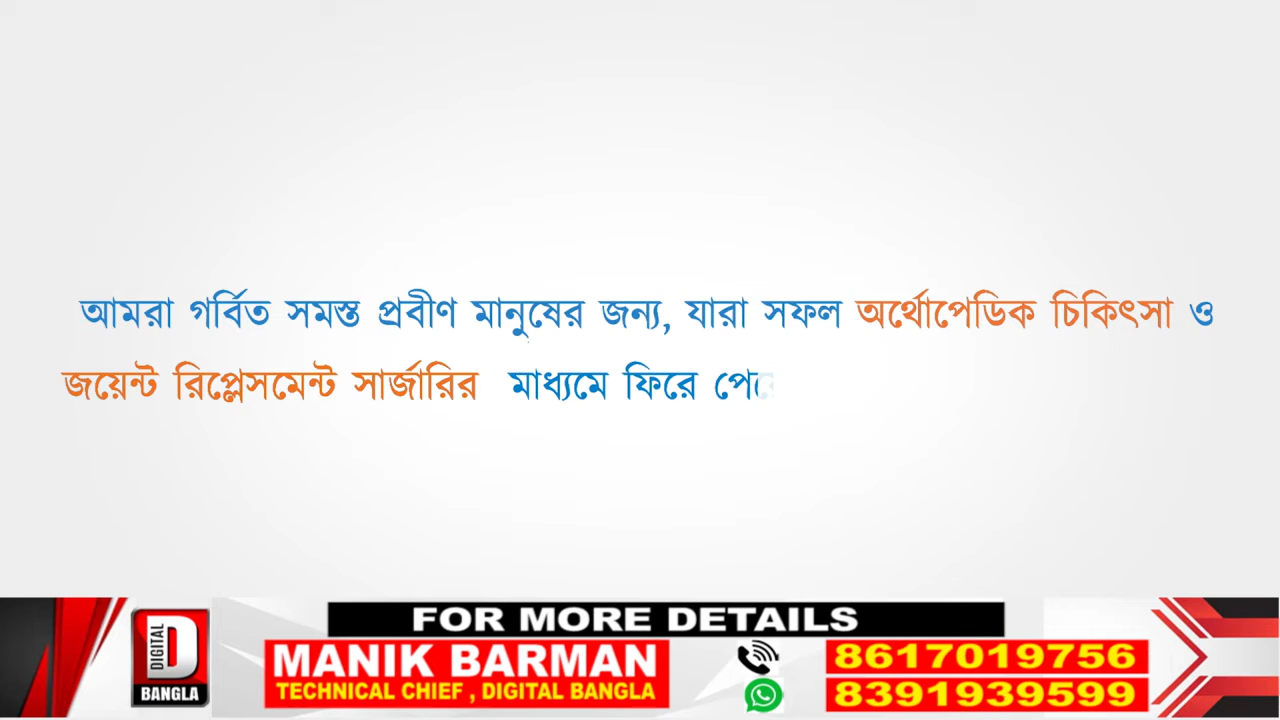 আমরা গর্বিত সমস্ত প্রবীণ মানুষের জন্য, যারা সফল অর্থোপেডিক চিকিৎসা ও
জয়েন্ট রিপ্লেসমেন্ট সার্জারির মাধ্যমে ফিরে
FOR MORE DETAILS
DIGITAL D BANGLA
MANIK BARMAN
8617019756
TECHNICAL CHIEF , DIGITAL BANGLA
8391939599